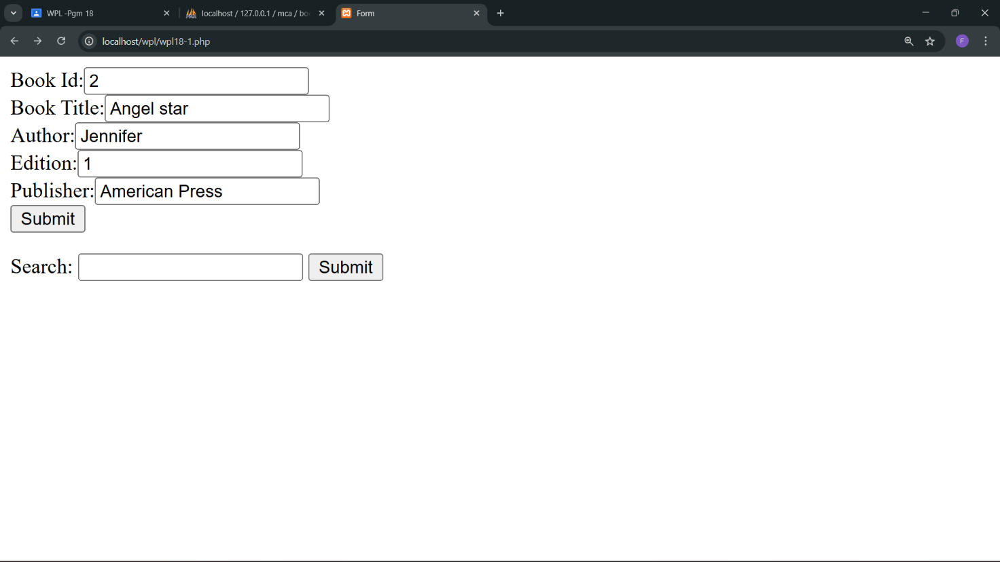 WPL -Pgm 18
localhost / 127.0.0.1 / mca / bo
Form
localhost/wpl/wpl18-1.php
F
Book Id: 2
Book Title: Angel star
Author: Jennifer
Edition: 1
Publisher: American Press
Submit
Search: Submit